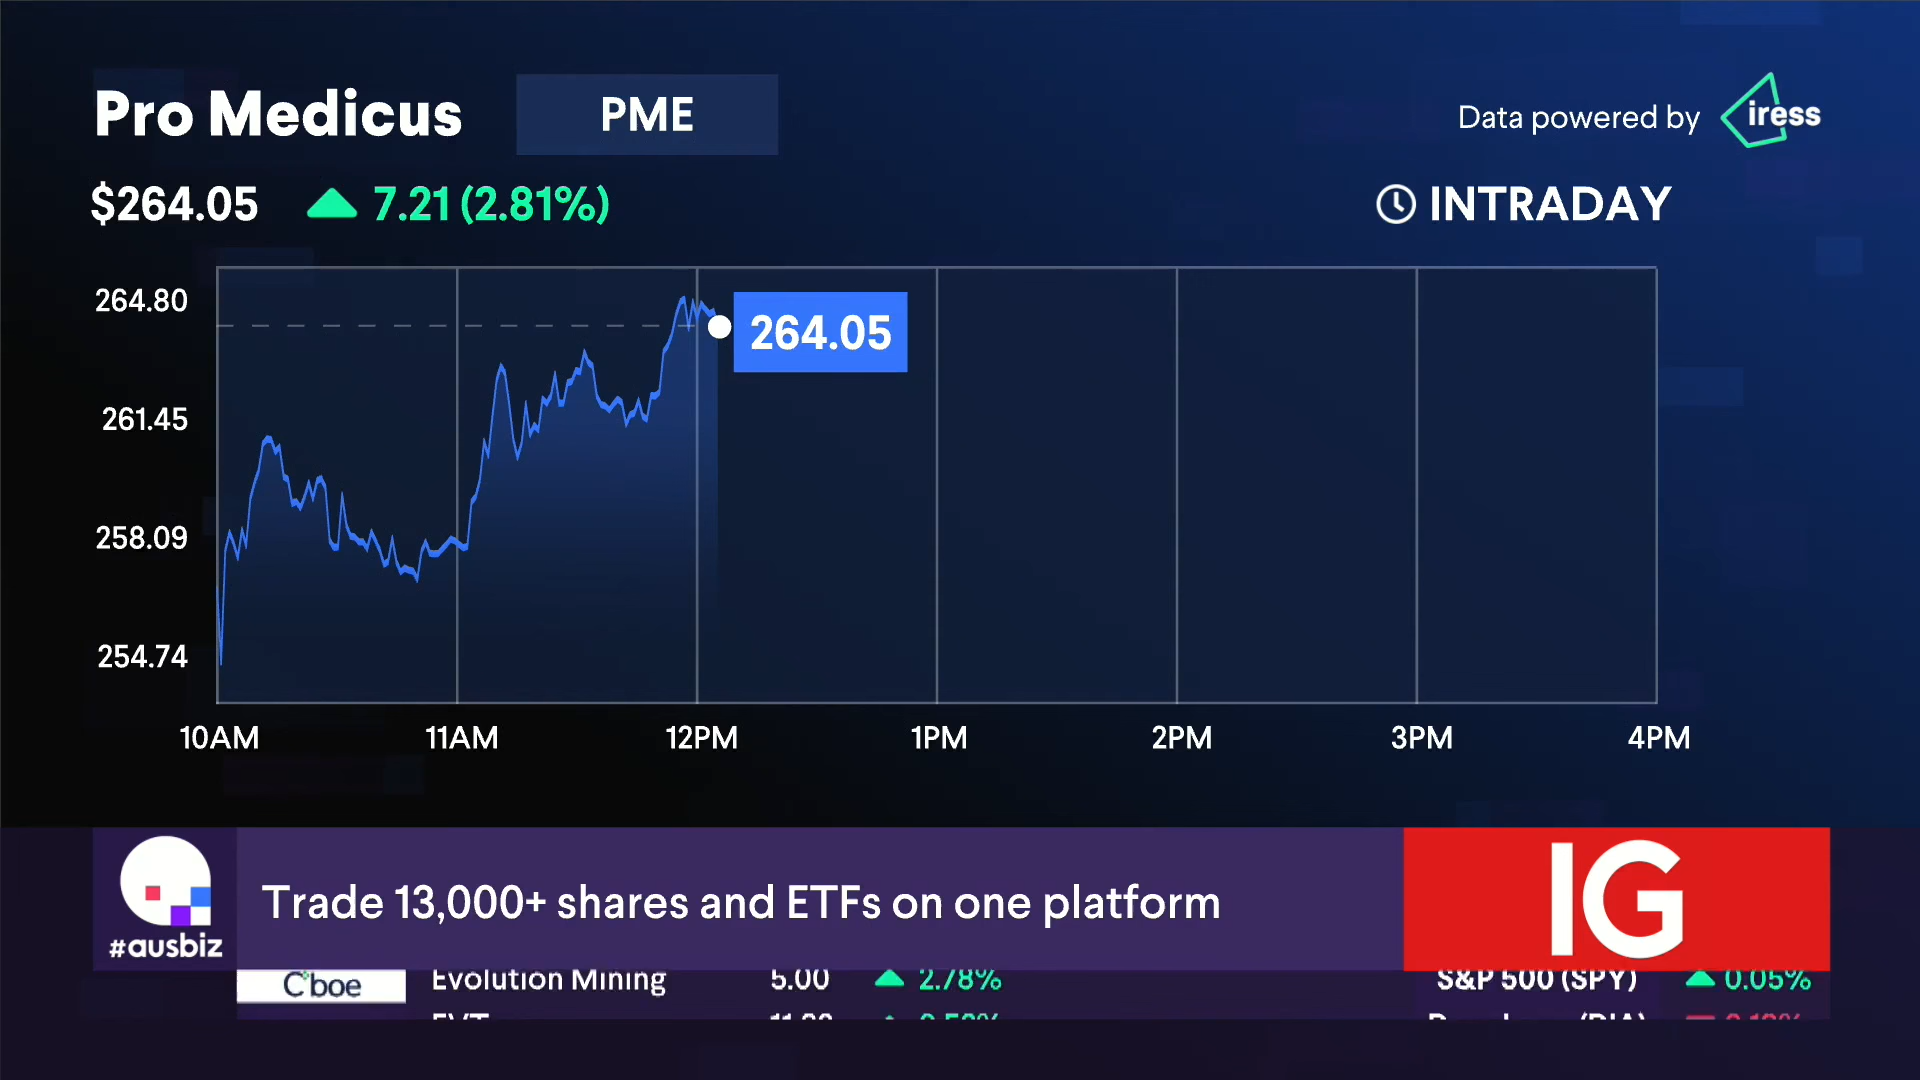 Pro Medicus
PME
Data powered by iress
$264.05 7.21 (2.81%)
INTRADAY
264.80
261.45
258.09
254.74
264.05
10AM 11AM 12PM 1PM 2PM 3PM 4PM
#ausbiz
Trade 13,000+ shares and ETFs on one platform
IG
Cboe
Evolution Mining 5.00 2.78%
S&P 500 (SPY) 0.05%